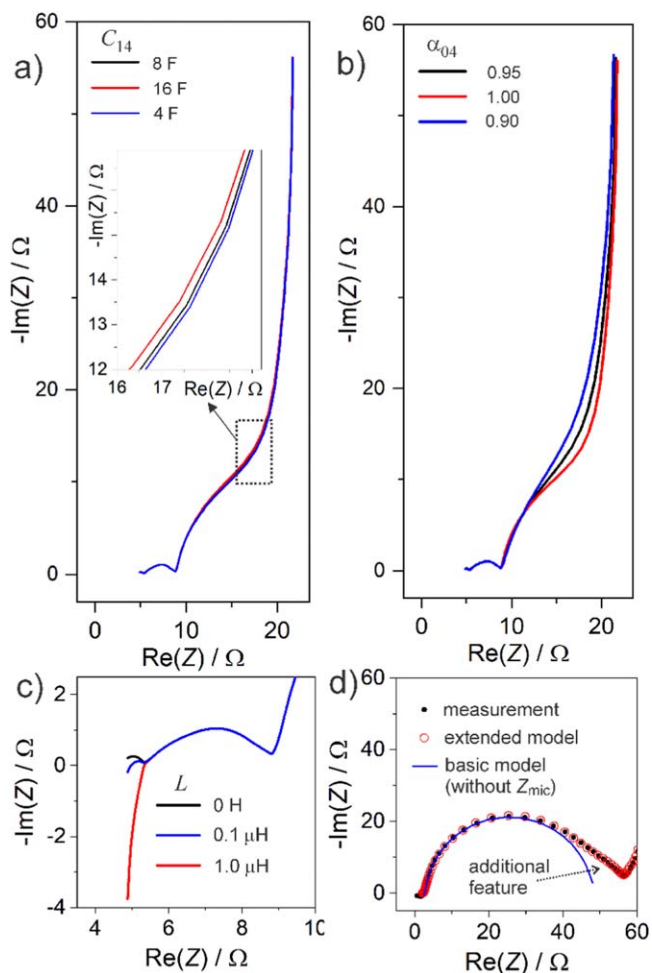 a)
C14
8 F
16 F
4 F
-Im(Z) / Ω
60
40
20
0
-Im(Z) / Ω
15
14
13
12
16 17
Re(Z) / Ω
0 10 20
Re(Z) / Ω
b)
α04
0.95
1.00
0.90
-Im(Z) / Ω
60
40
20
0
0 10 20
Re(Z) / Ω
c)
-Im(Z) / Ω
2
0
-2
-4
L
0 H
0.1 μH
1.0 μH
4 6 8 10
Re(Z) / Ω
d)
-Im(Z) / Ω
60
40
20
0
measurement
extended model
basic model
(without Zmic)
additional
feature
0 20 40 60
Re(Z) / Ω